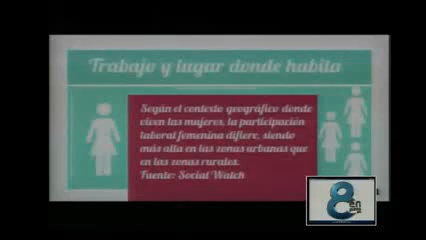 Trabajo y lugar donde habita
Según el contexto geográfico donde
viven las mujeres, la participación
laboral femenina difiere, siendo
más alta en las zonas urbanas que
en las zonas rurales.
Fuente: Social Watch
8